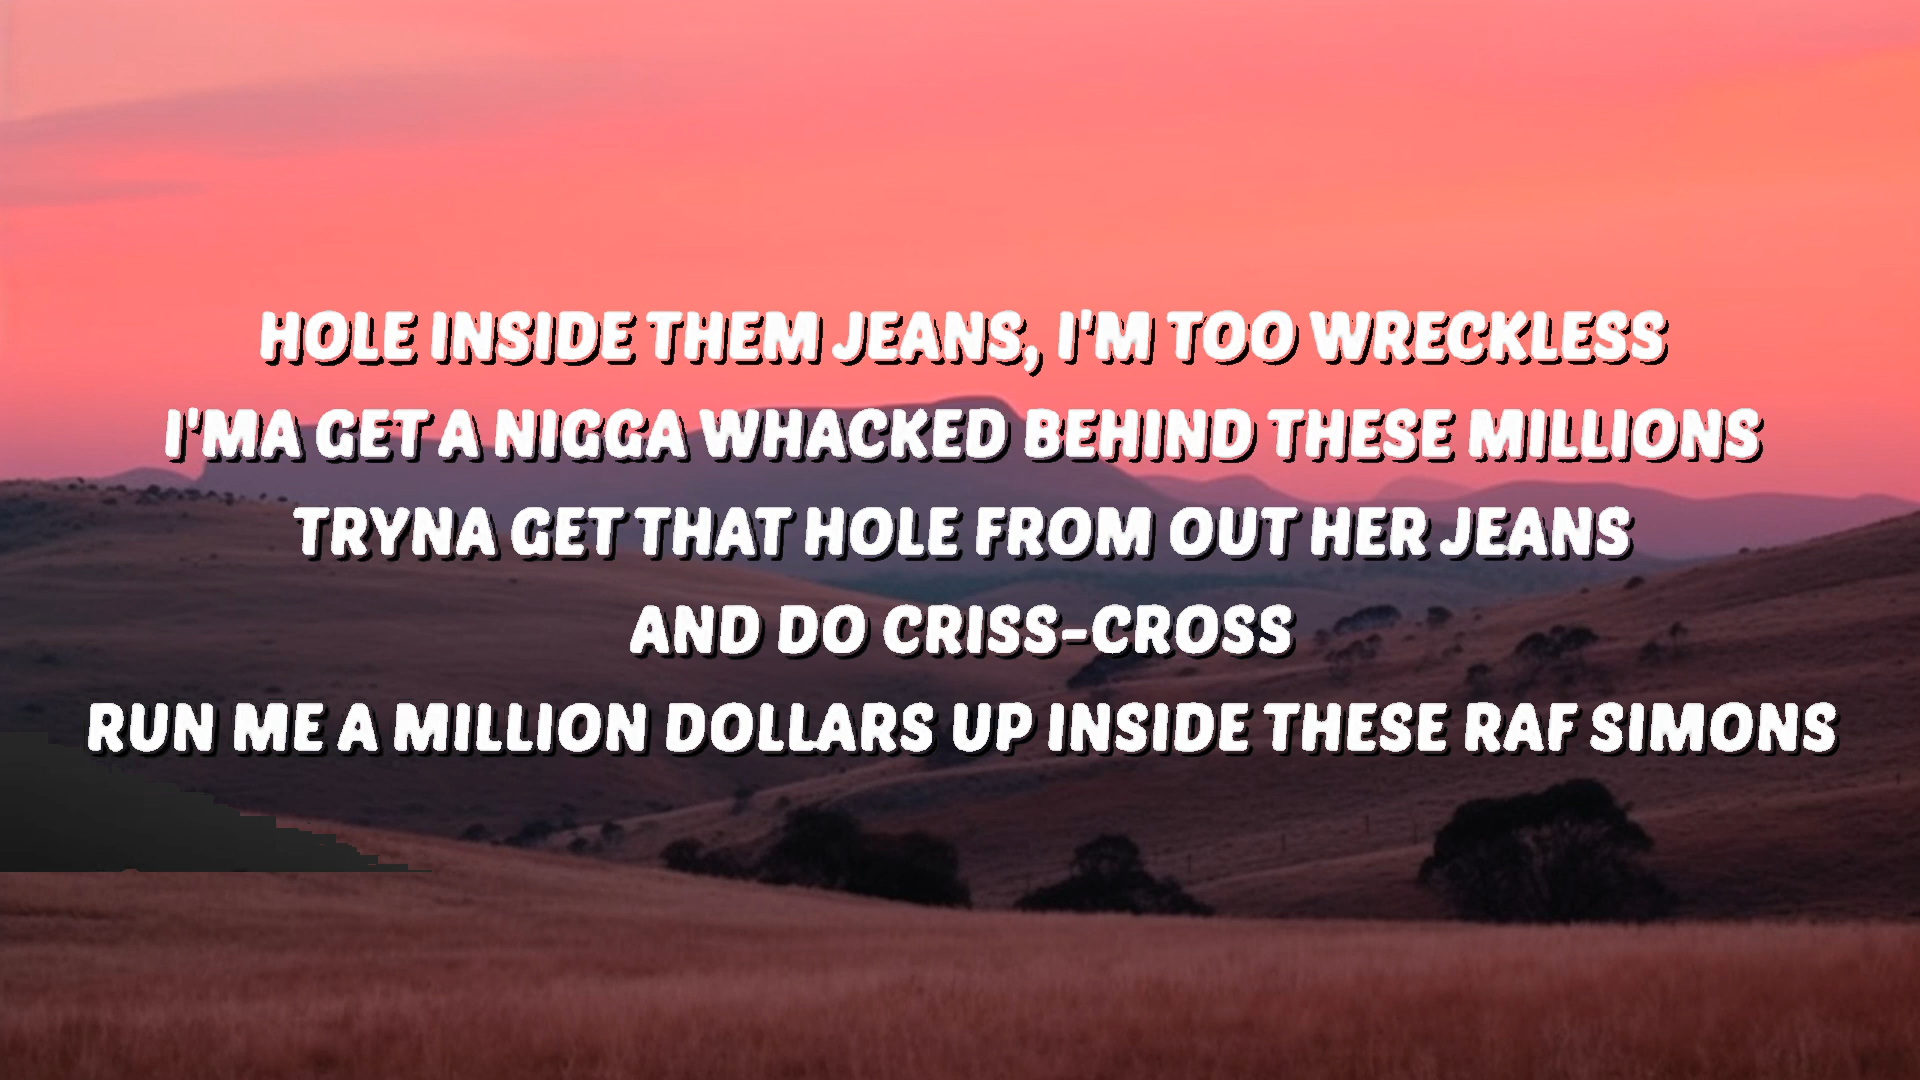 HOLE INSIDE THEM JEANS, I'M TOO WRECKLESS
I'MA GET A NIGGA WHACKED BEHIND THESE MILLIONS
TRYNA GET THAT HOLE FROM OUT HER JEANS
AND DO CRISS-CROSS
RUN ME A MILLION DOLLARS UP INSIDE THESE RAF SIMONS